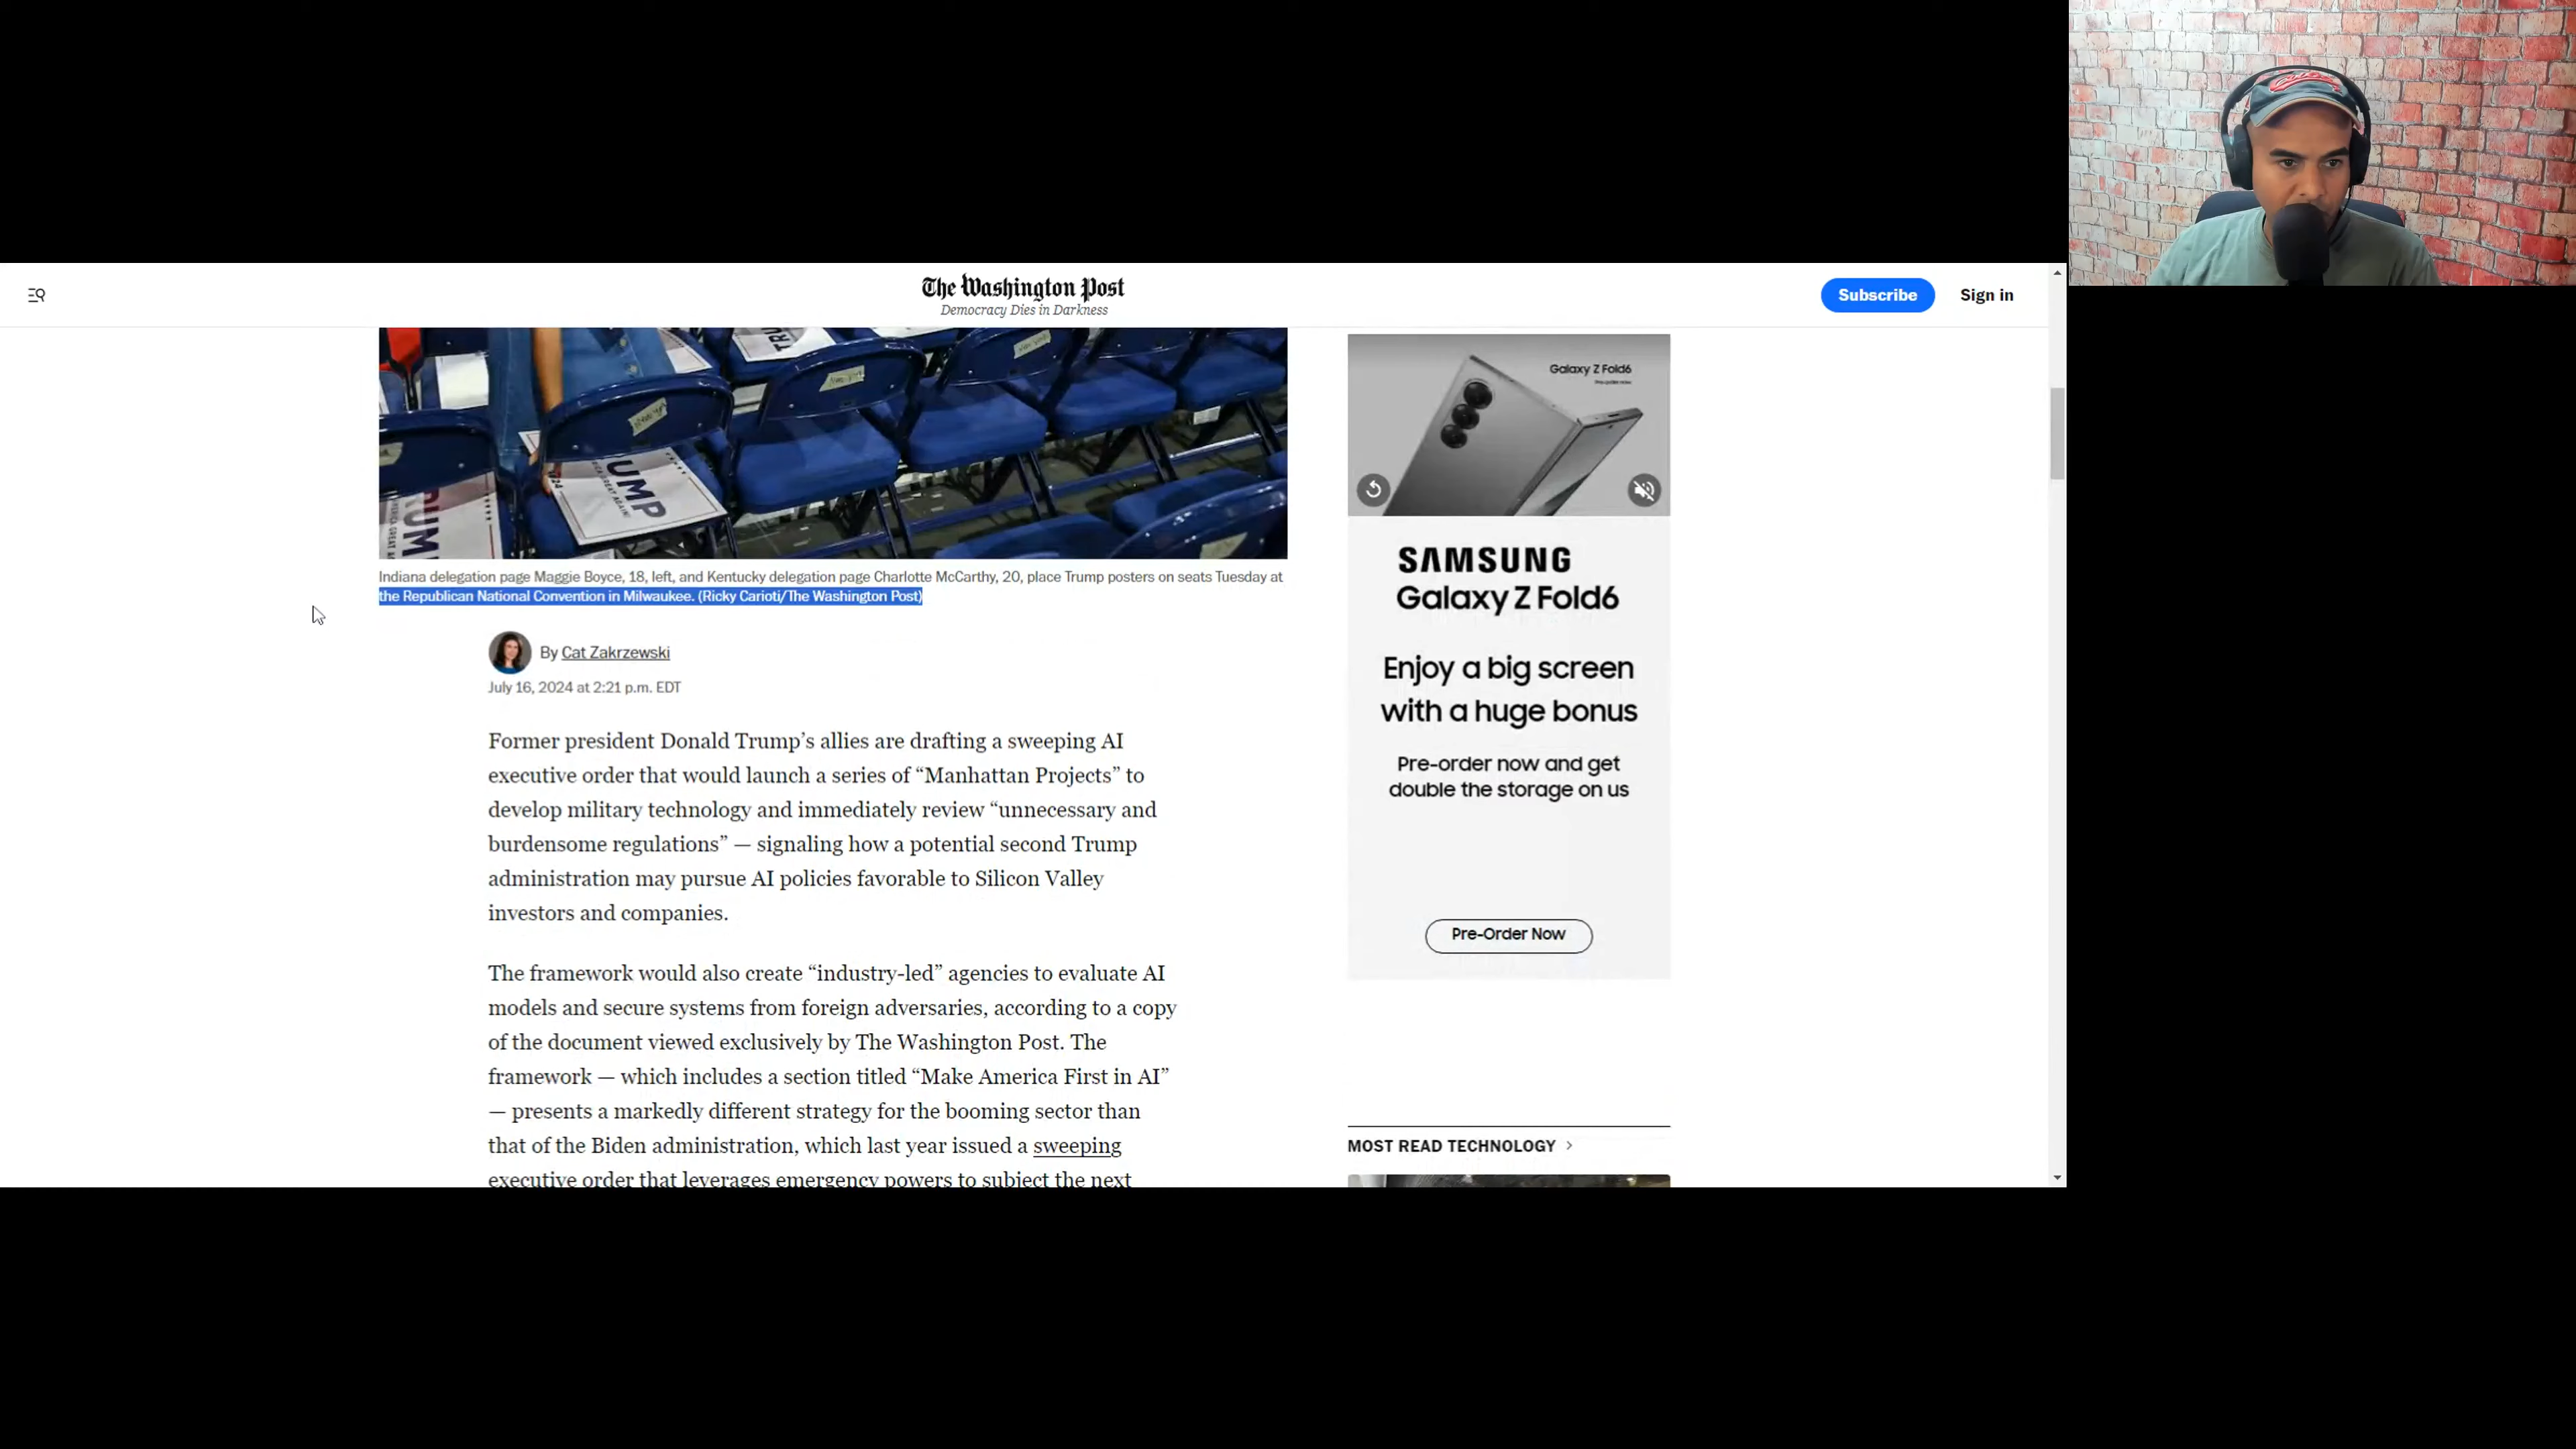 The Washington Post
Democracy Dies in Darkness
Subscribe
Sign in
TRU
UMP
RUM
Indiana delegation page Maggie Boyce, 18, left, and Kentucky delegation page Charlotte McCarthy, 20, place Trump posters on seats Tuesday at
the Republican National Convention in Milwaukee. (Ricky Carioti/The Washington Post)
By Cat Zakrzewski
July 16, 2024 at 2:21 p.m. EDT
Former president Donald Trump’s allies are drafting a sweeping AI
executive order that would launch a series of “Manhattan Projects” to
develop military technology and immediately review “unnecessary and
burdensome regulations” — signaling how a potential second Trump
administration may pursue AI policies favorable to Silicon Valley
investors and companies.
The framework would also create “industry-led” agencies to evaluate AI
models and secure systems from foreign adversaries, according to a copy
of the document viewed exclusively by The Washington Post. The
framework — which includes a section titled “Make America First in AI”
— presents a markedly different strategy for the booming sector than
that of the Biden administration, which last year issued a sweeping
executive order that leverages emergency powers to subject the next
Galaxy Z Fold6
Pre-order now
SAMSUNG
Galaxy Z Fold6
Enjoy a big screen
with a huge bonus
Pre-order now and get
double the storage on us
Pre-Order Now
MOST READ TECHNOLOGY